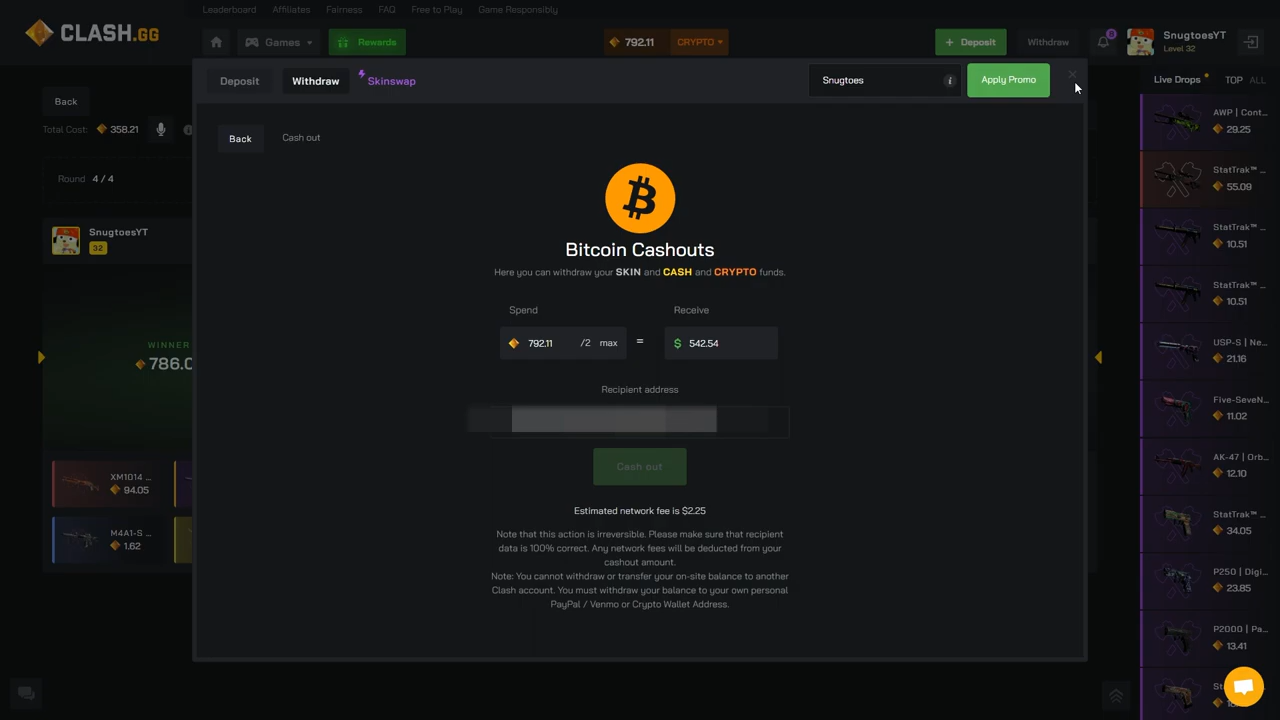 Leaderboard Affiliates Fairness FAQ Free to Play Game Responsibly
CLASH.GG
Games
Rewards
792.11
CRYPTO
+ Deposit
Withdraw
SnugtoesYT
Level 32
Deposit
Withdraw
Skinswap
Snugtoes
Apply Promo
Live Drops
TOP
ALL
Back
Total Cost: 358.21
Round 4 / 4
SnugtoesYT
32
WINNER
786.0
XM1014 ...
94.05
M4A1-S ...
1.62
Back
Cash out
Bitcoin Cashouts
Here you can withdraw your SKIN and CASH and CRYPTO funds.
Spend
Receive
792.11 /2 max
=
$ 542.54
Recipient address
Cash out
Estimated network fee is $2.25
Note that this action is irreversible. Please make sure that recipient
data is 100% correct. Any network fees will be deducted from your
cashout amount.
Note: You cannot withdraw or transfer your on-site balance to another
Clash account. You must withdraw your balance to your own personal
PayPal / Venmo or Crypto Wallet Address.
AWP | Cont...
29.25
StatTrak™ ...
55.09
StatTrak™ ...
10.51
StatTrak™ ...
10.51
USP-S | Ne...
21.16
Five-SeveN...
11.02
AK-47 | Orb...
12.10
StatTrak™ ...
34.05
P250 | Digi...
23.85
P2000 | Pa...
13.41